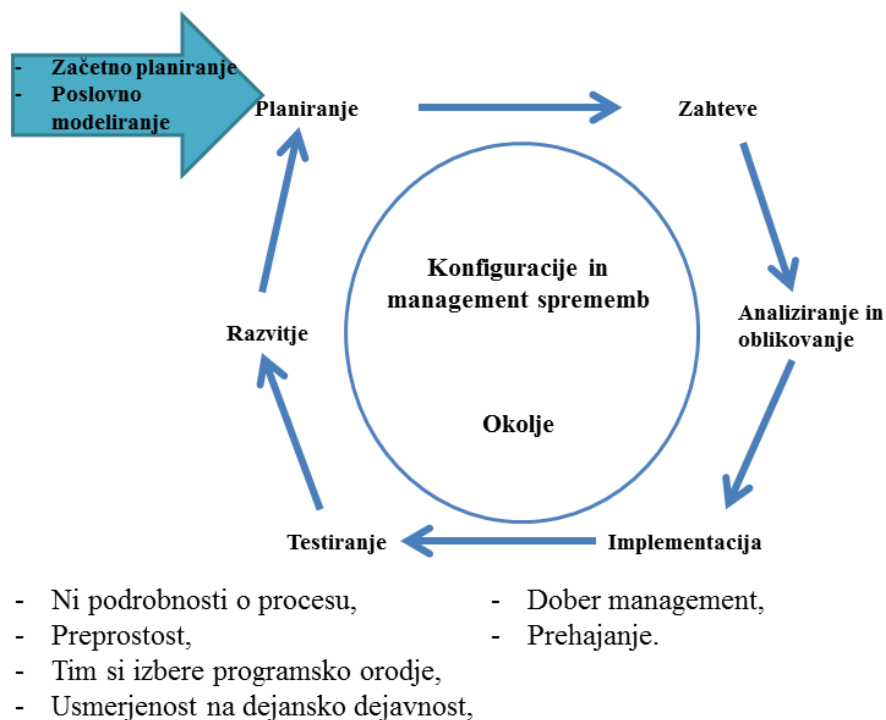 - Začetno planiranje
- Poslovno
modeliranje
Planiranje
Zahteve
Konfiguracije in
management sprememb
Analiziranje in
oblikovanje
Razvitje
Okolje
Testiranje
Implementacija
- Ni podrobnosti o procesu,
- Preprostost,
- Tim si izbere programsko orodje,
- Usmerjenost na dejansko dejavnost,
- Dober management,
- Prehajanje.